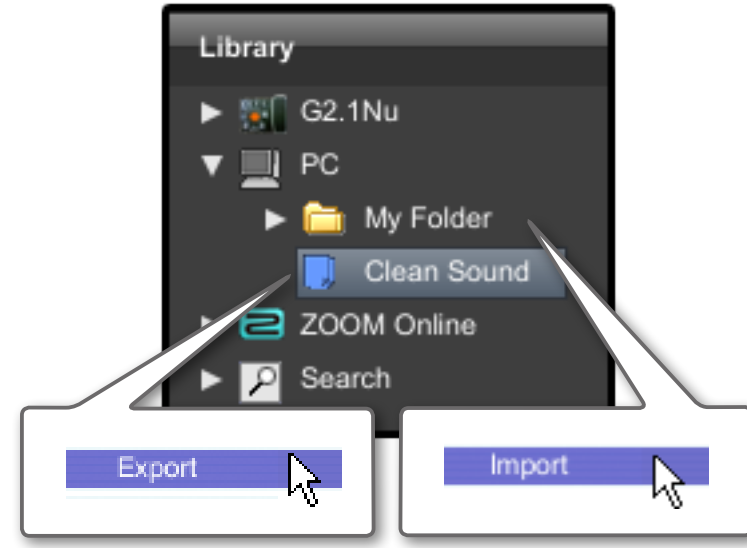 Library
G2.1Nu
PC
My Folder
Clean Sound
ZOOM Online
Search
Export
Import